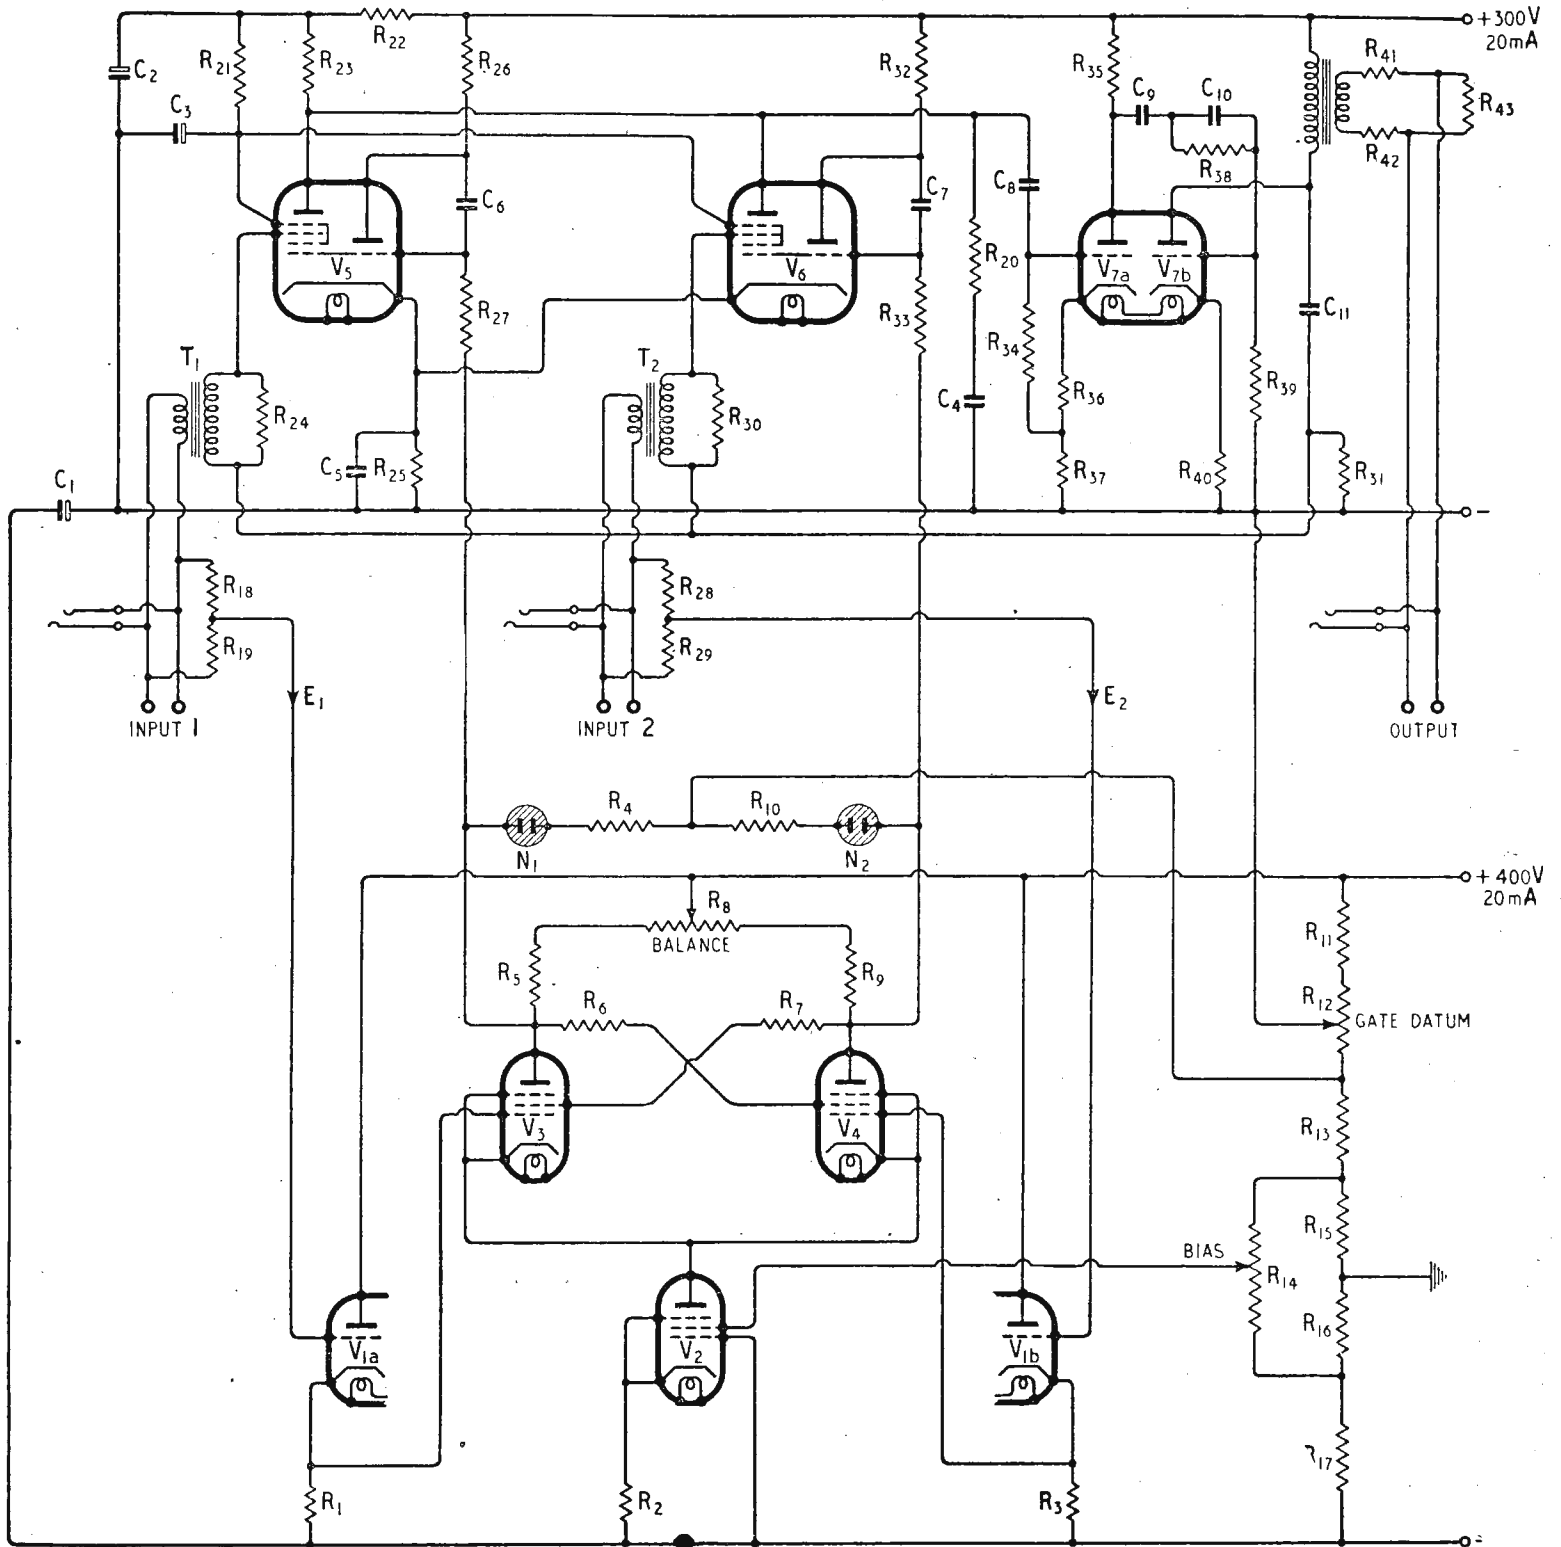 +300V
20mA
R22
R21
R23
R26
R32
R35
R41
R43
R42
C2
C3
C9
C10
R38
C6
C7
C8
V5
V6
V7a
V7b
R20
C11
R27
R33
R34
T1
T2
R24
R30
C4
R36
R39
C5
R25
R37
R40
R31
C1
−
R18
R19
R28
R29
E1
E2
INPUT 1
INPUT 2
OUTPUT
R4
R10
N1
N2
+400V
20mA
R8
BALANCE
R11
R5
R9
R6
R7
R12
GATE DATUM
V3
V4
R13
R15
BIAS
R14
R16
V1a
V2
V1b
R17
R1
R2
R3
-